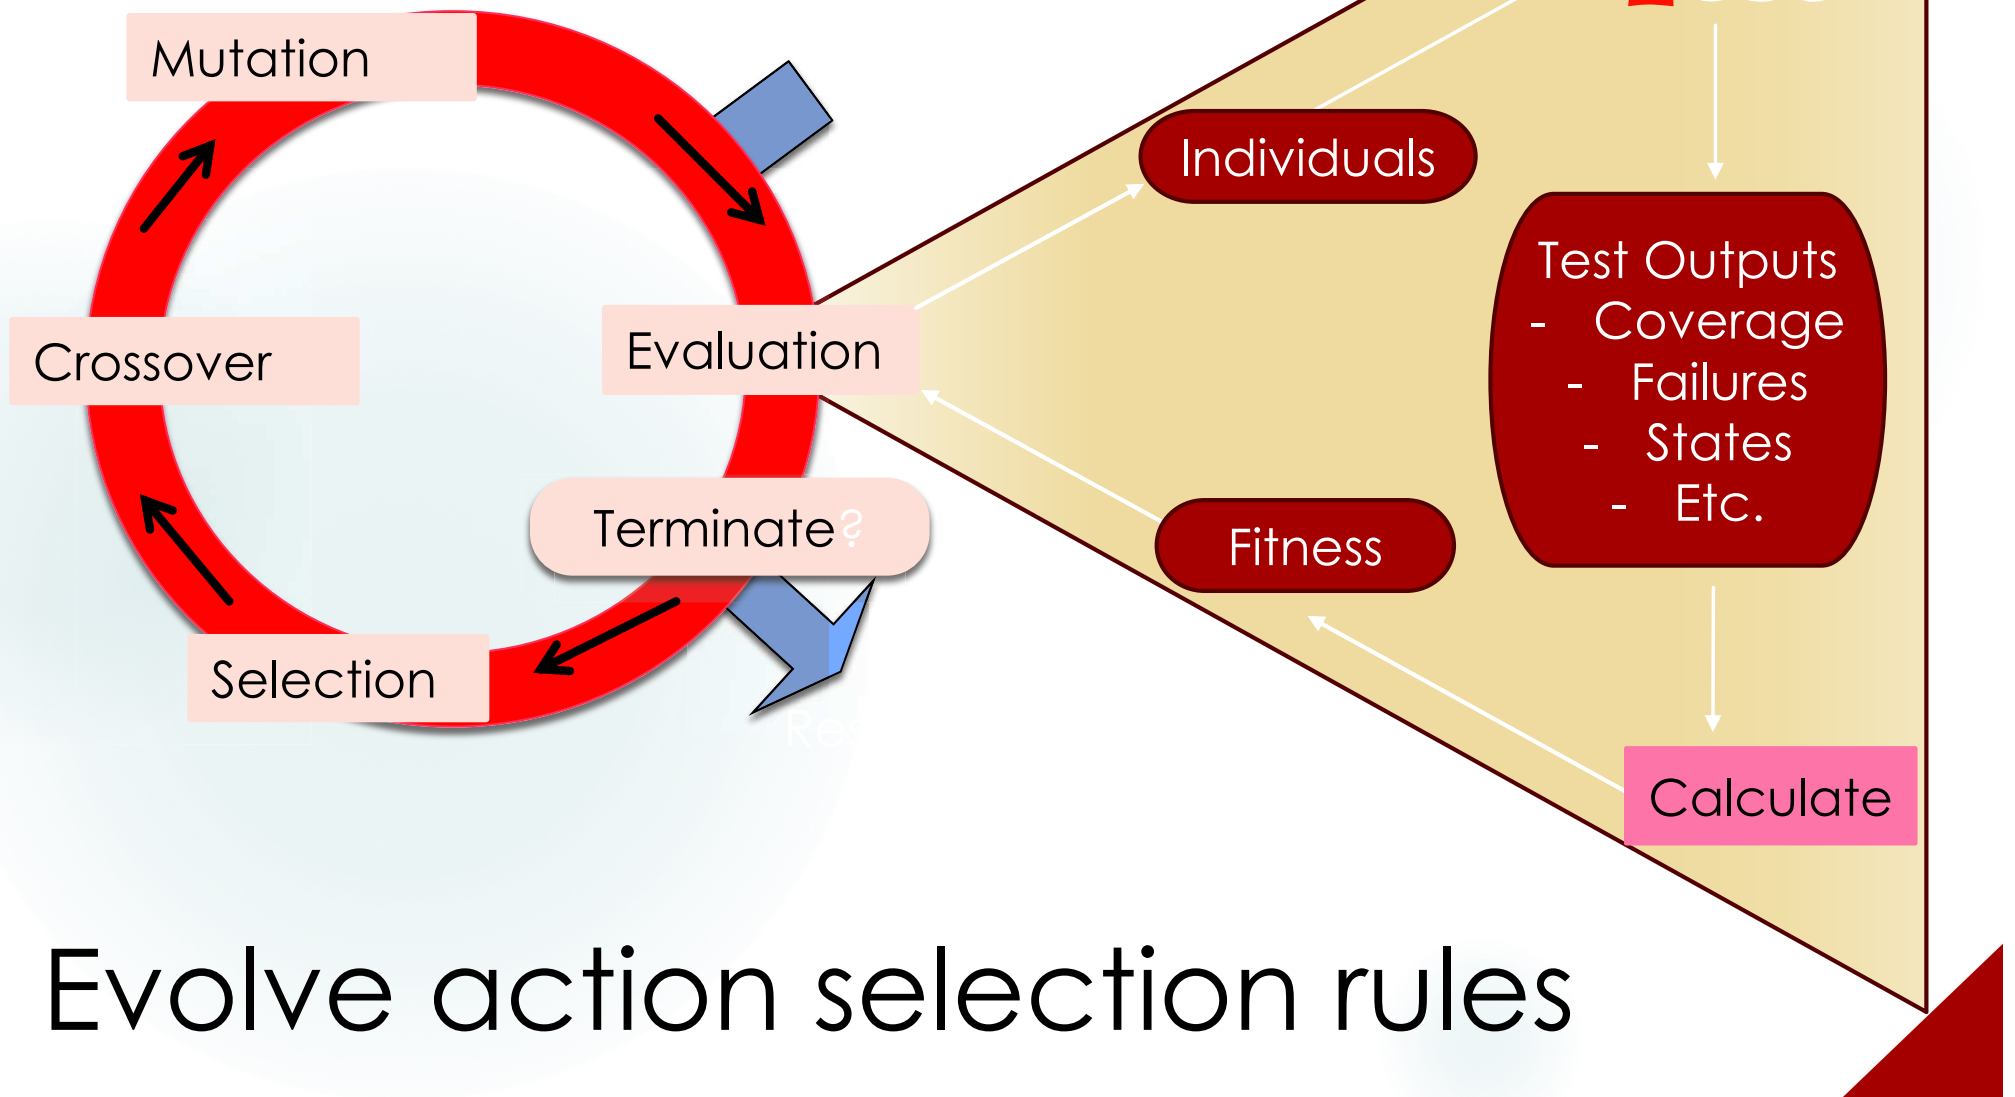 Mutation
Individuals
Test Outputs
- Coverage
- Failures
- States
- Etc.
Evaluation
Crossover
Terminate?
Fitness
Selection
Calculate
Evolve action selection rules